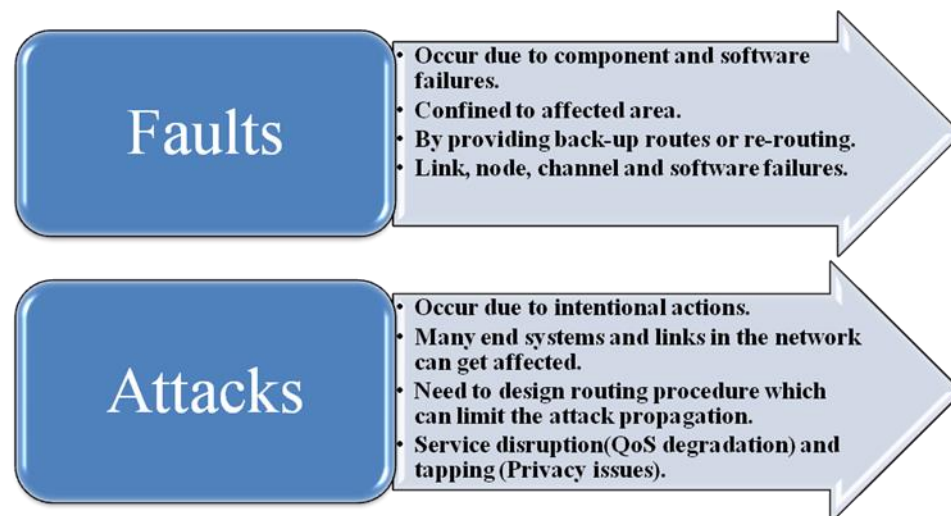 Faults
• Occur due to component and software
failures.
• Confined to affected area.
• By providing back-up routes or re-routing.
• Link, node, channel and software failures.
Attacks
• Occur due to intentional actions.
• Many end systems and links in the network
can get affected.
• Need to design routing procedure which
can limit the attack propagation.
• Service disruption(QoS degradation) and
tapping (Privacy issues).